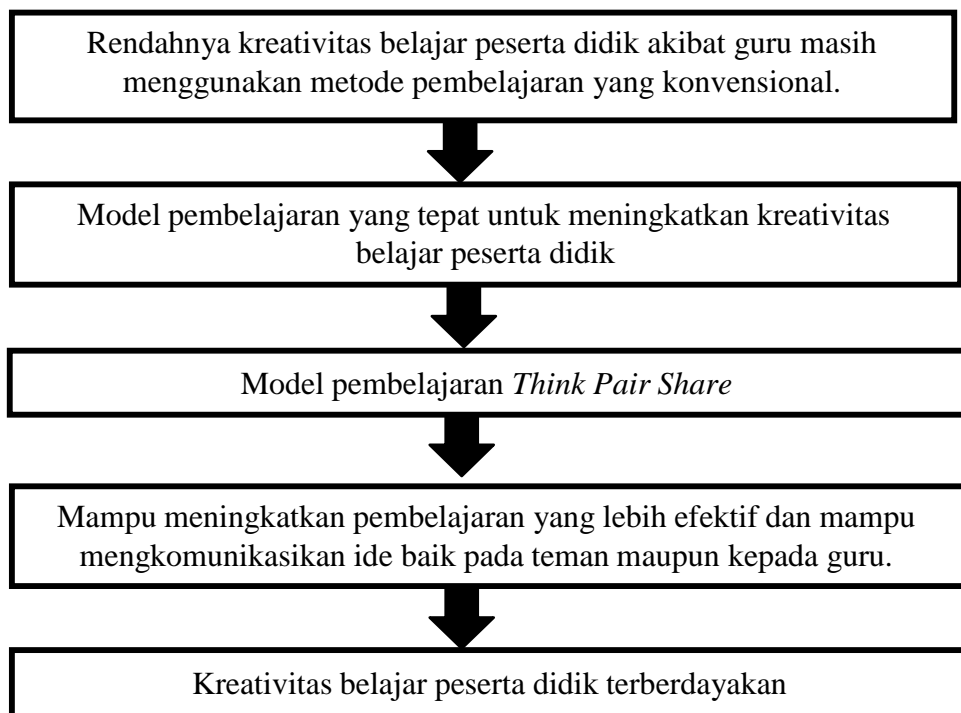 Rendahnya kreativitas belajar peserta didik akibat guru masih
menggunakan metode pembelajaran yang konvensional.
Model pembelajaran yang tepat untuk meningkatkan kreativitas
belajar peserta didik
Model pembelajaran Think Pair Share
Mampu meningkatkan pembelajaran yang lebih efektif dan mampu
mengkomunikasikan ide baik pada teman maupun kepada guru.
Kreativitas belajar peserta didik terberdayakan